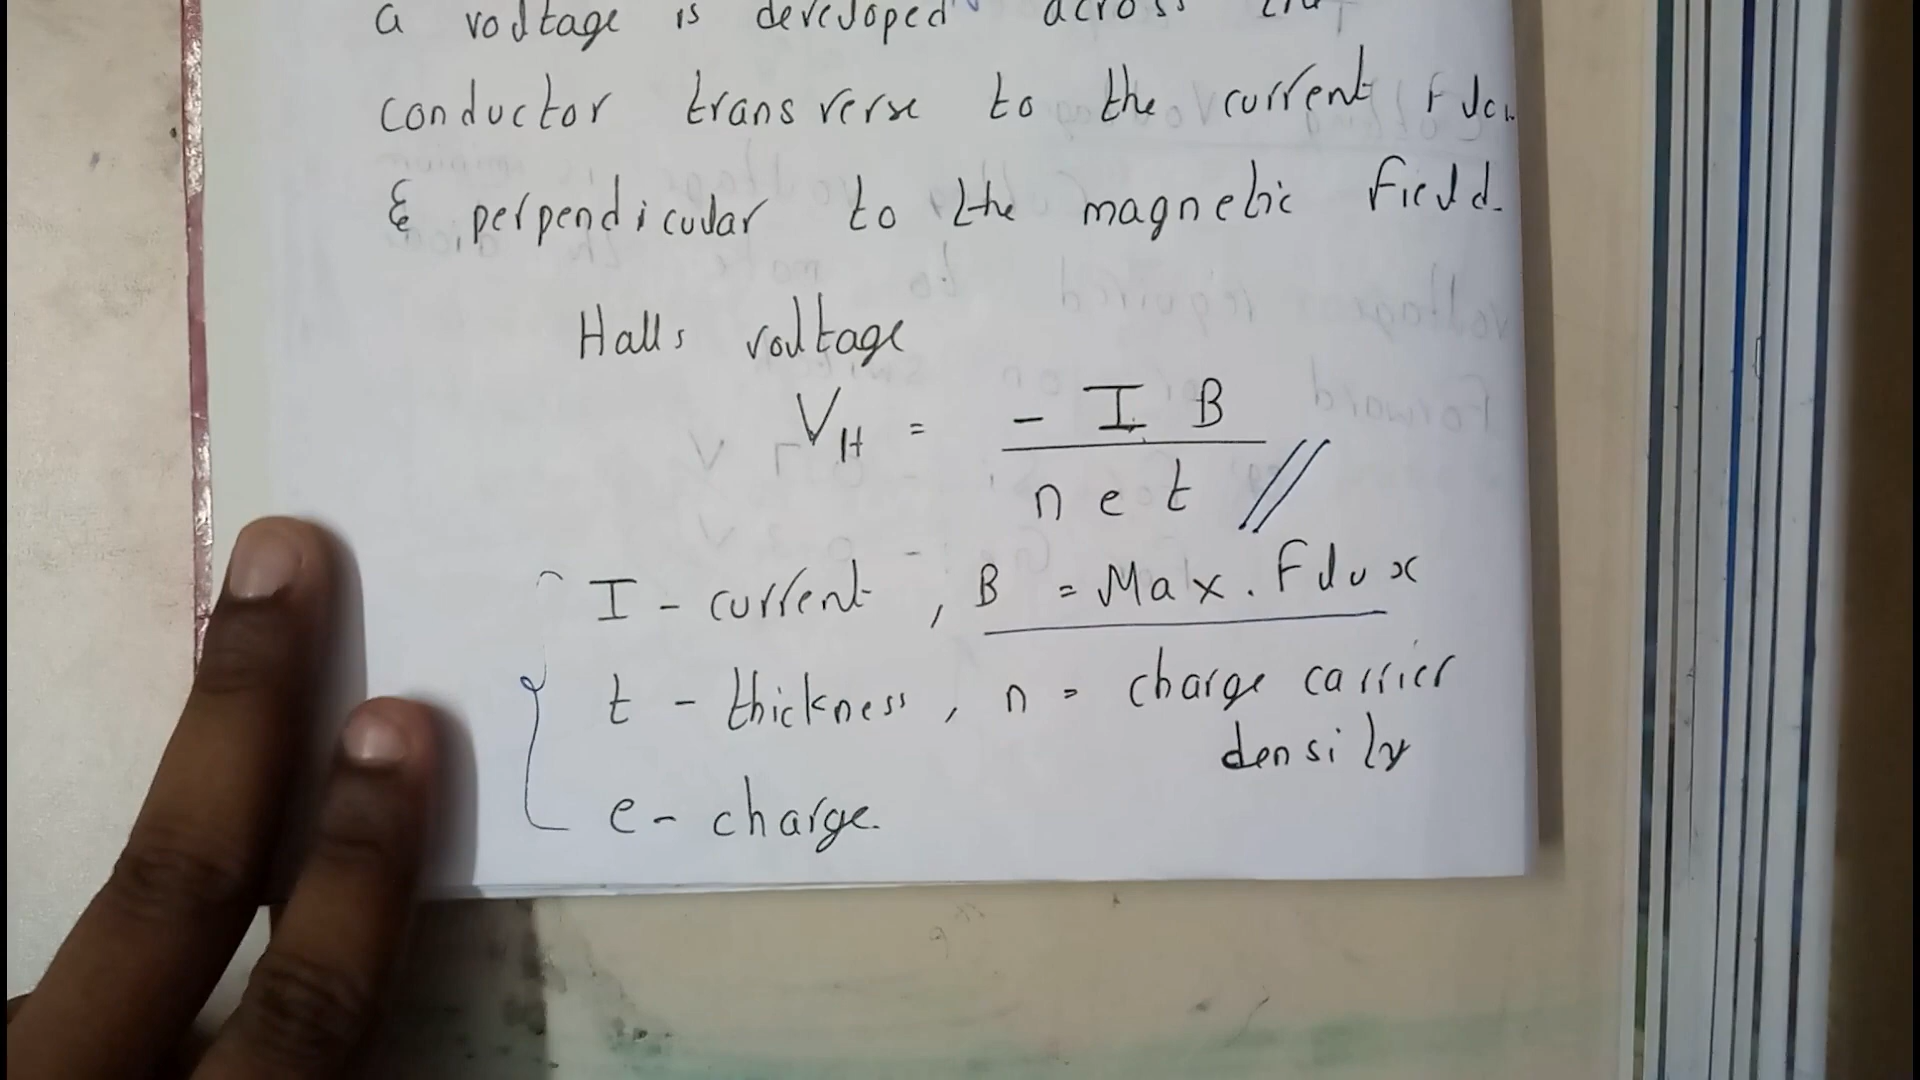 a voltage is developed across the
conductor transverse to the current
& perpendicular to the magnetic field.
Halls voltage
VH = - I B
n e t //
I - current , B = Max. Flux
t - thickness , n = charge carrier
density
e - charge.